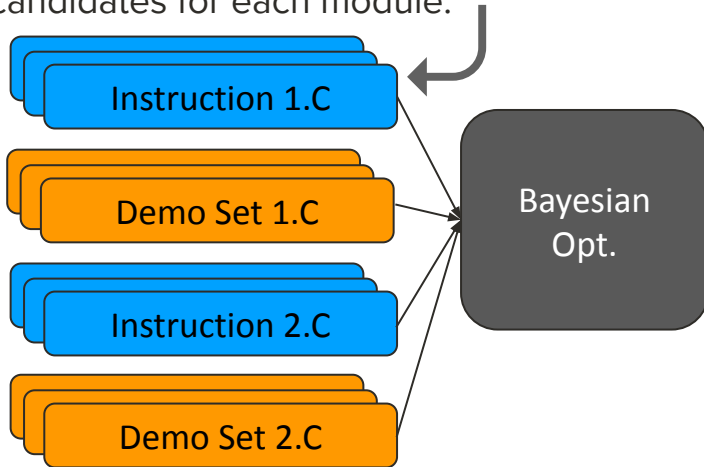 candidates for each module.
Instruction 1.C
Demo Set 1.C
Bayesian
Opt.
Instruction 2.C
Demo Set 2.C